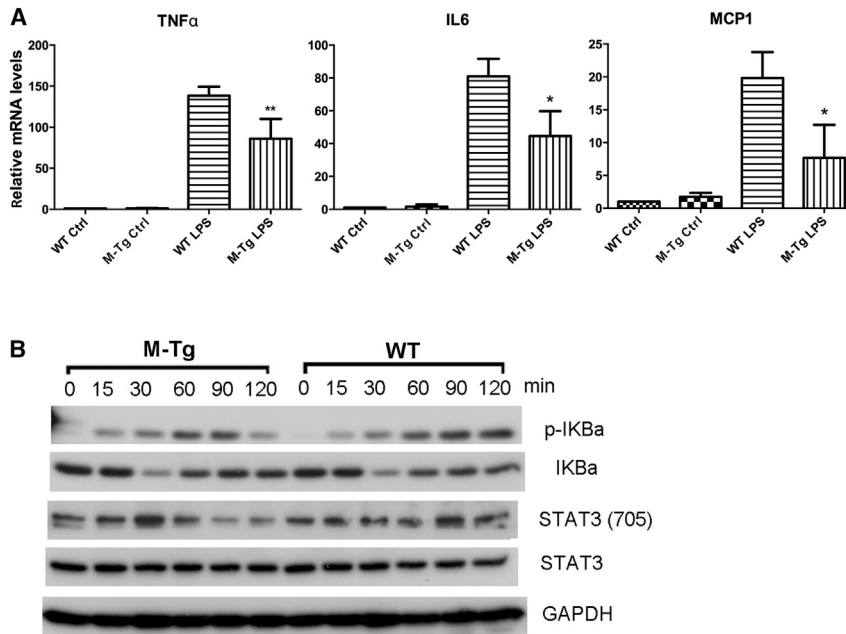 A
TNFα
IL6
MCP1
Relative mRNA levels
200
150
100
50
0
**
WT Ctrl
M-Tg Ctrl
WT LPS
M-Tg LPS
100
80
60
40
20
0
*
WT Ctrl
M-Tg Ctrl
WT LPS
M-Tg LPS
25
20
15
10
5
0
*
WT Ctrl
M-Tg Ctrl
WT LPS
M-Tg LPS
B
M-Tg WT
0 15 30 60 90 120 0 15 30 60 90 120 min
p-IKBa
IKBa
STAT3 (705)
STAT3
GAPDH